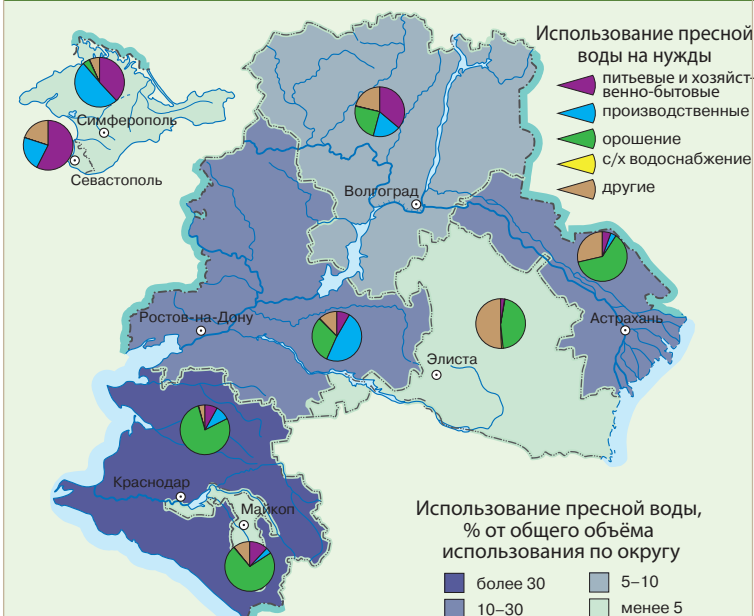 Использование пресной
воды на нужды
питьевые и хозяйст-
венно-бытовые
производственные
орошение
с/х водоснабжение
другие
Симферополь
Севастополь
Волгоград
Ростов-на-Дону
Астрахань
Элиста
Краснодар
Майкоп
Использование пресной воды,
% от общего объёма
использования по округу
более 30
5–10
10–30
менее 5